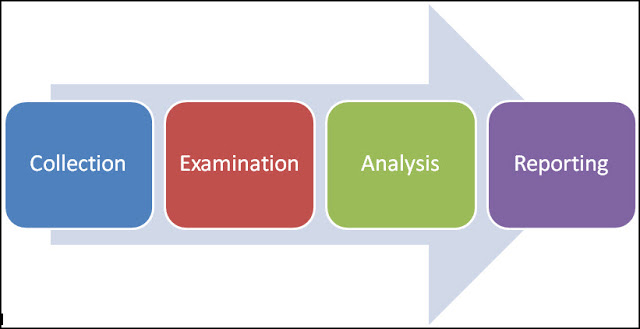 Collection
Examination
Analysis
Reporting